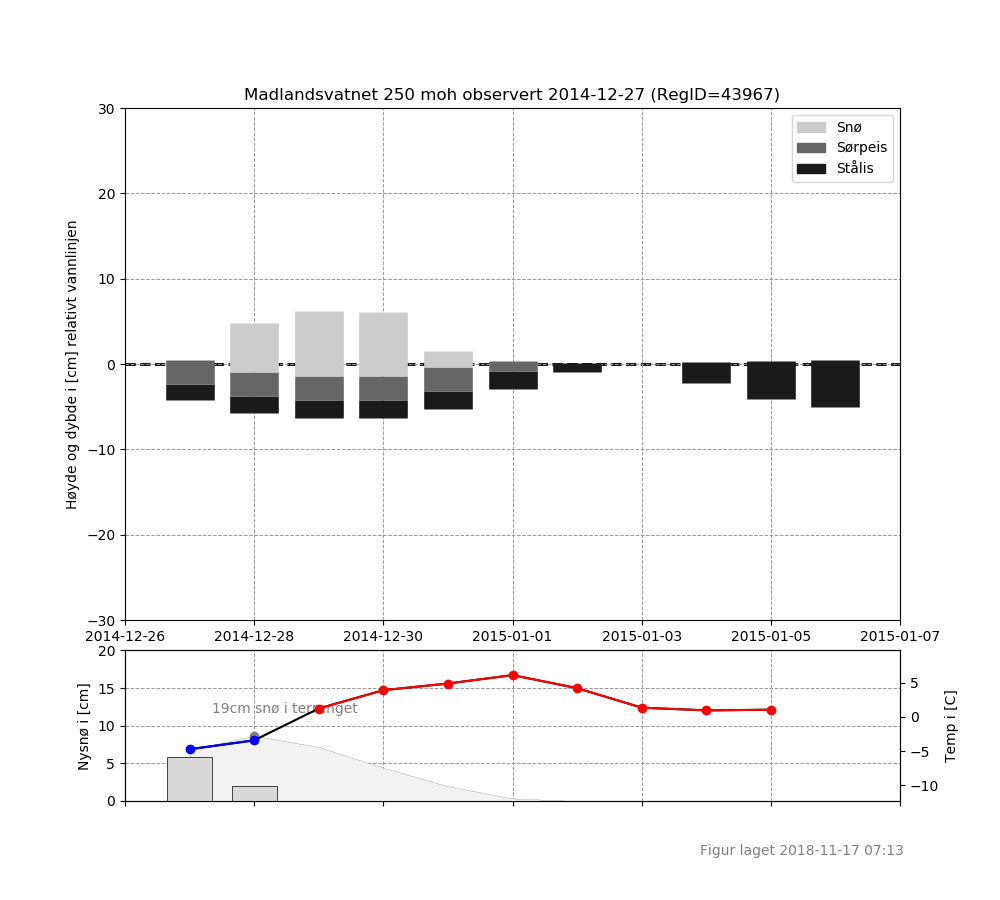 Madlandsvatnet 250 moh observert 2014-12-27 (RegID=43967)
Høyde og dybde i [cm] relativt vannlinjen
30
20
10
0
−10
−20
−30
Snø
Sørpeis
Stålis
2014-12-26 2014-12-28 2014-12-30 2015-01-01 2015-01-03 2015-01-05 2015-01-07
Nysnø i [cm]
20
15
10
5
0
19cm snø i terrenget
5
0
−5
−10
Temp i [C]
Figur laget 2018-11-17 07:13